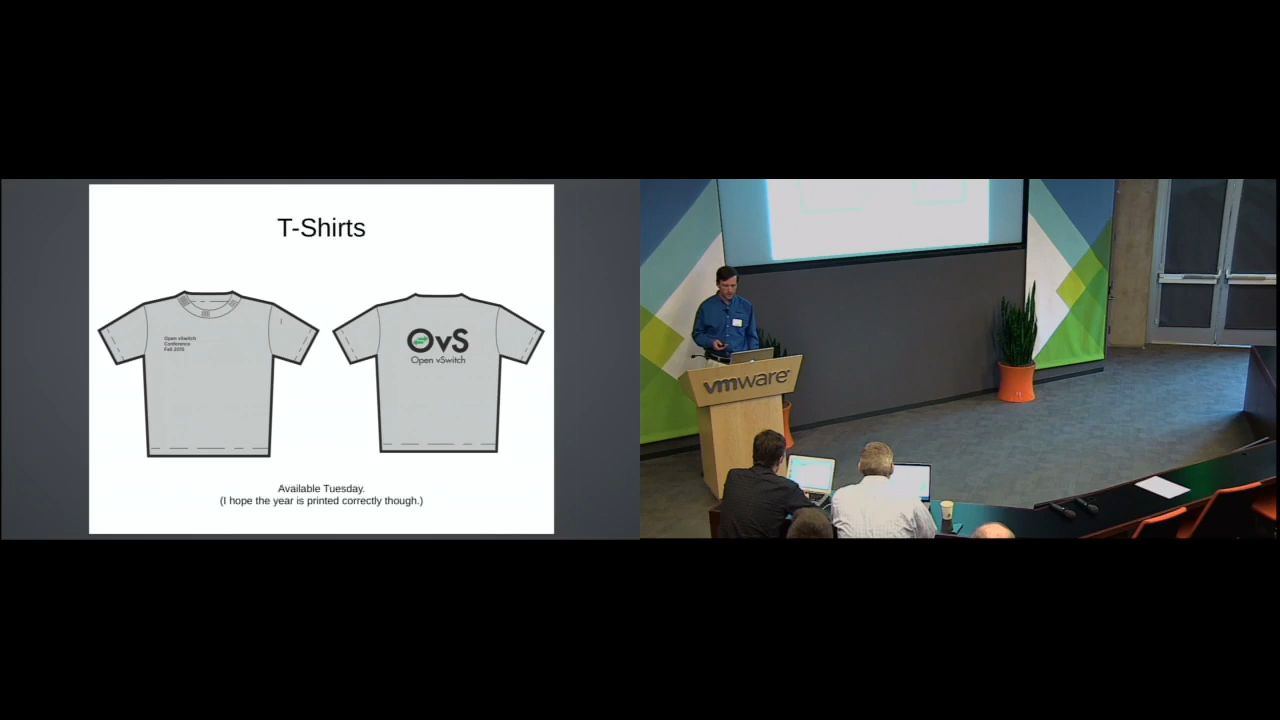 T-Shirts
Open vSwitch
Conference
Fall 2015
OvS
Open vSwitch
Available Tuesday.
(I hope the year is printed correctly though.)
vmware